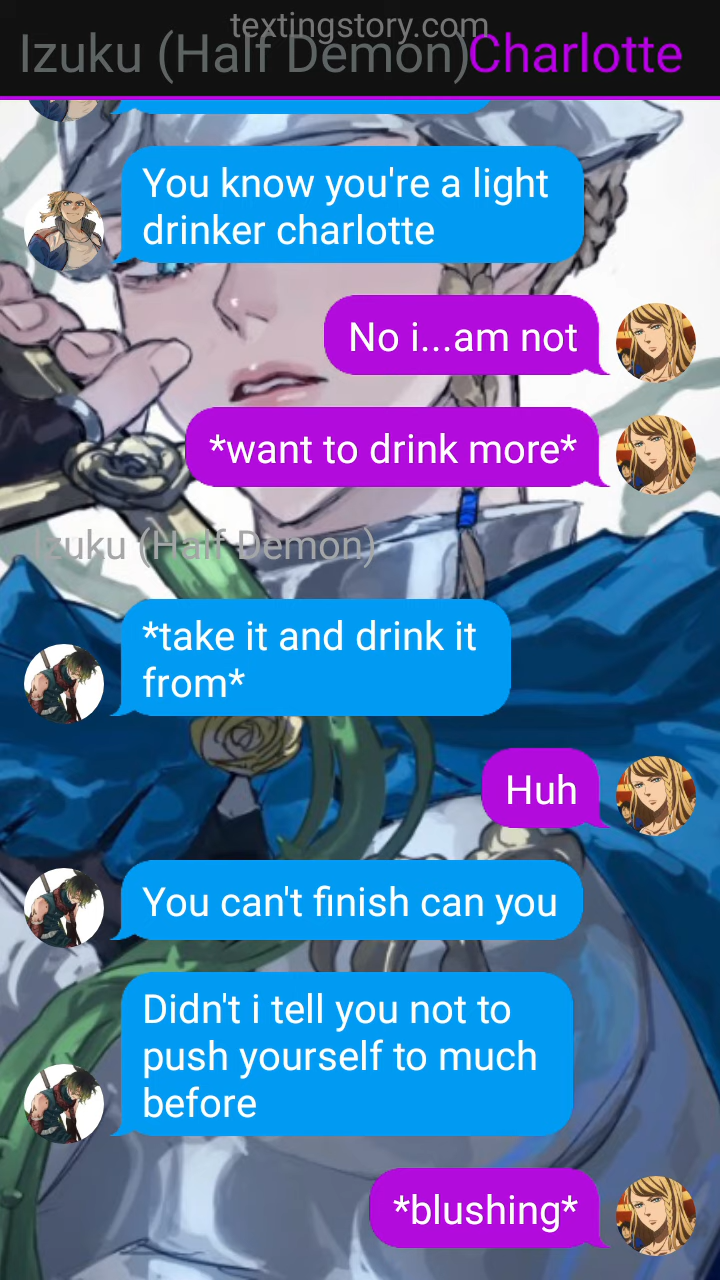 textingstory.com
Izuku (Half Demon)Charlotte
You know you're a light
drinker charlotte
No i...am not
*want to drink more*
Izuku (Half Demon)
*take it and drink it
from*
Huh
You can't finish can you
Didn't i tell you not to
push yourself to much
before
*blushing*